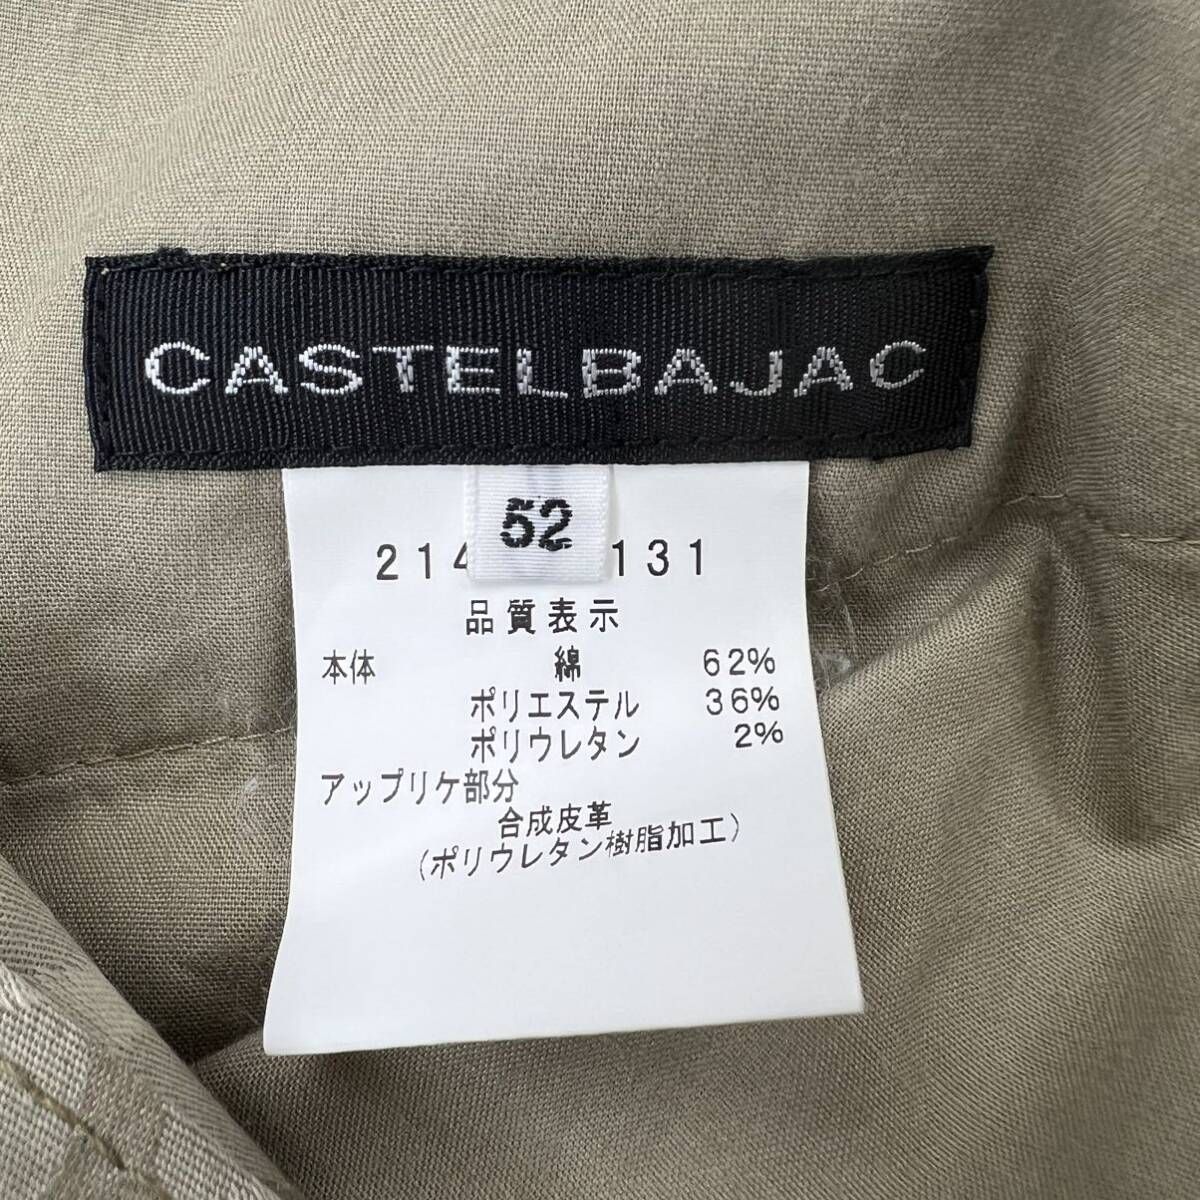 CASTELBAJAC
52
214 131
品質表示
本体 綿 62%
ポリエステル 36%
ポリウレタン 2%
アップリケ部分
合成皮革
(ポリウレタン樹脂加工)